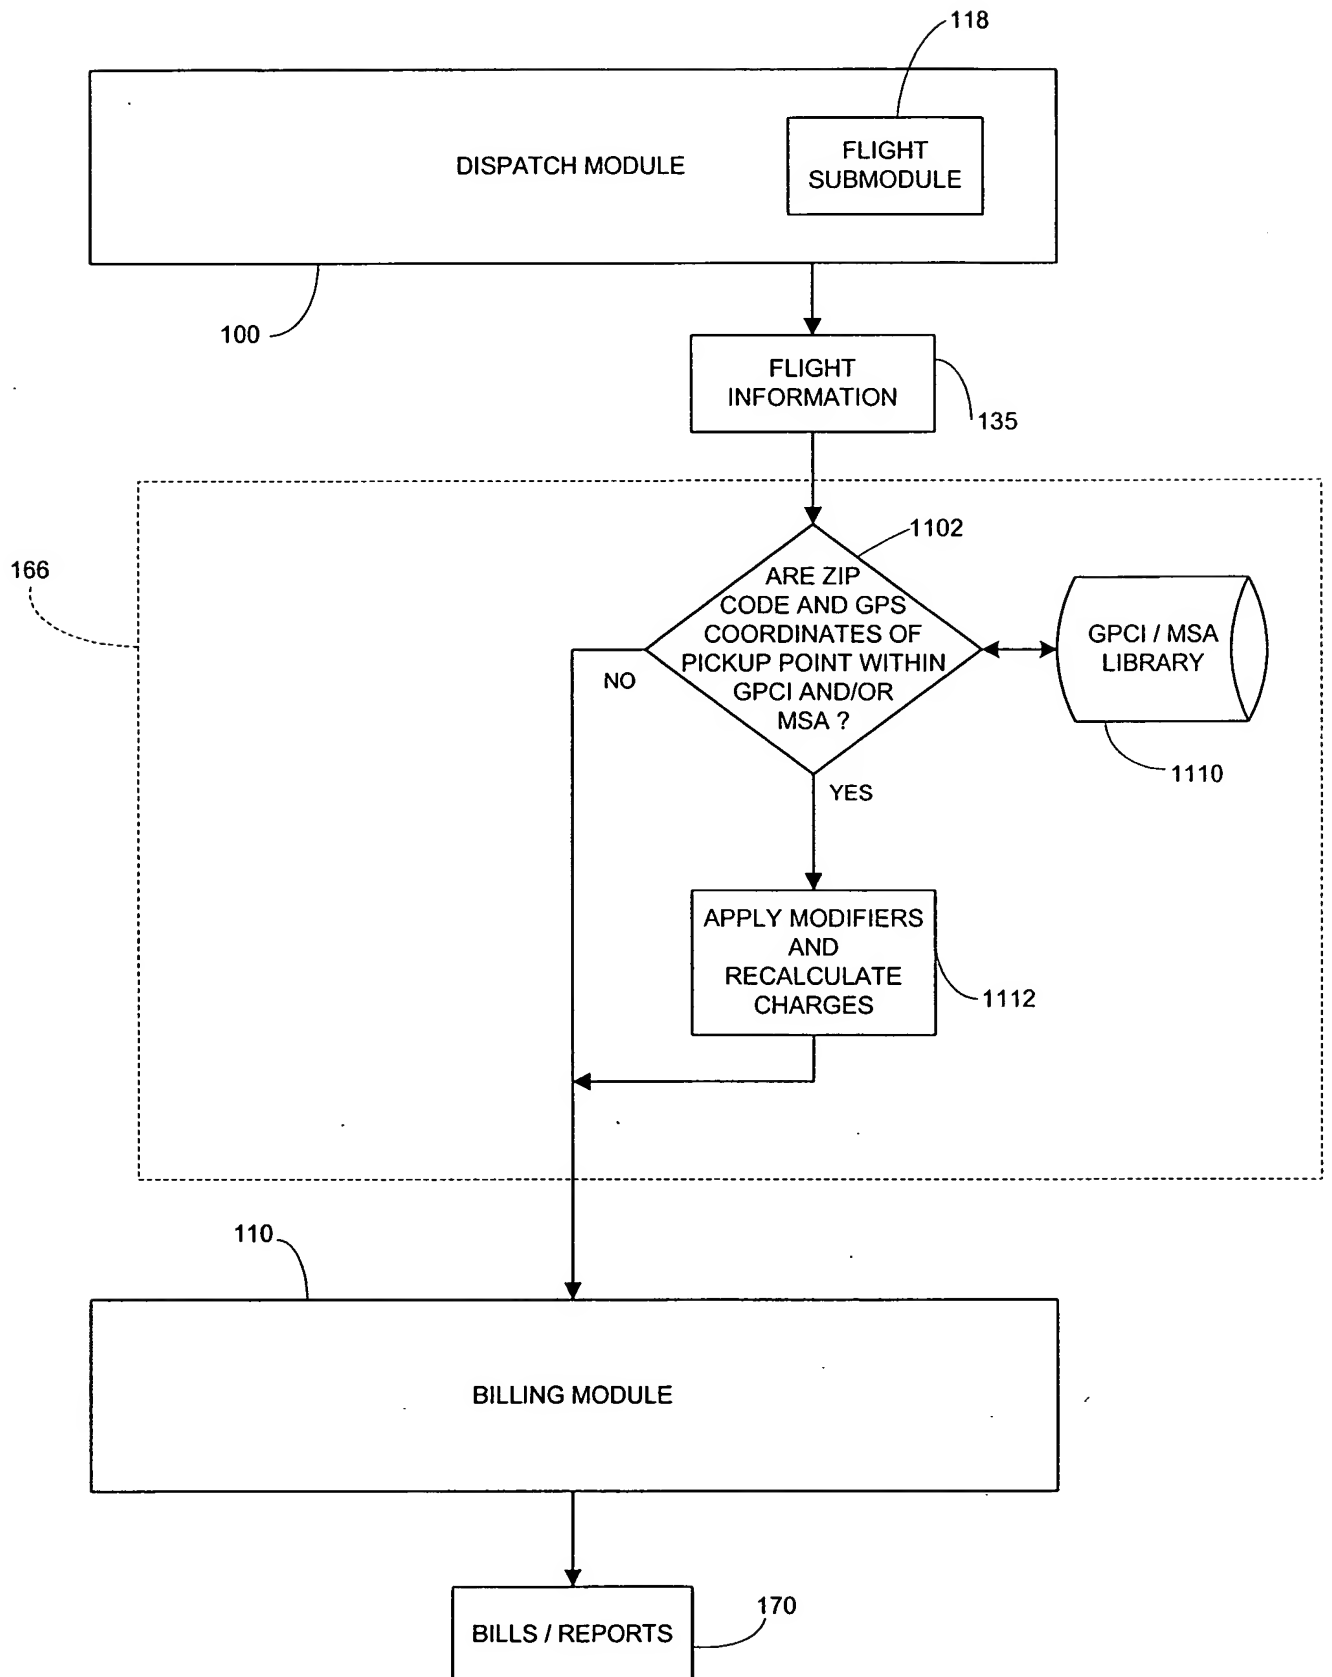 118
DISPATCH MODULE
FLIGHT
SUBMODULE
100
FLIGHT
INFORMATION
135
166
1102
ARE ZIP
CODE AND GPS
COORDINATES OF
PICKUP POINT WITHIN
GPCI AND/OR
MSA ?
GPCI / MSA
LIBRARY
NO
1110
YES
APPLY MODIFIERS
AND
RECALCULATE
CHARGES
1112
110
BILLING MODULE
170
BILLS / REPORTS